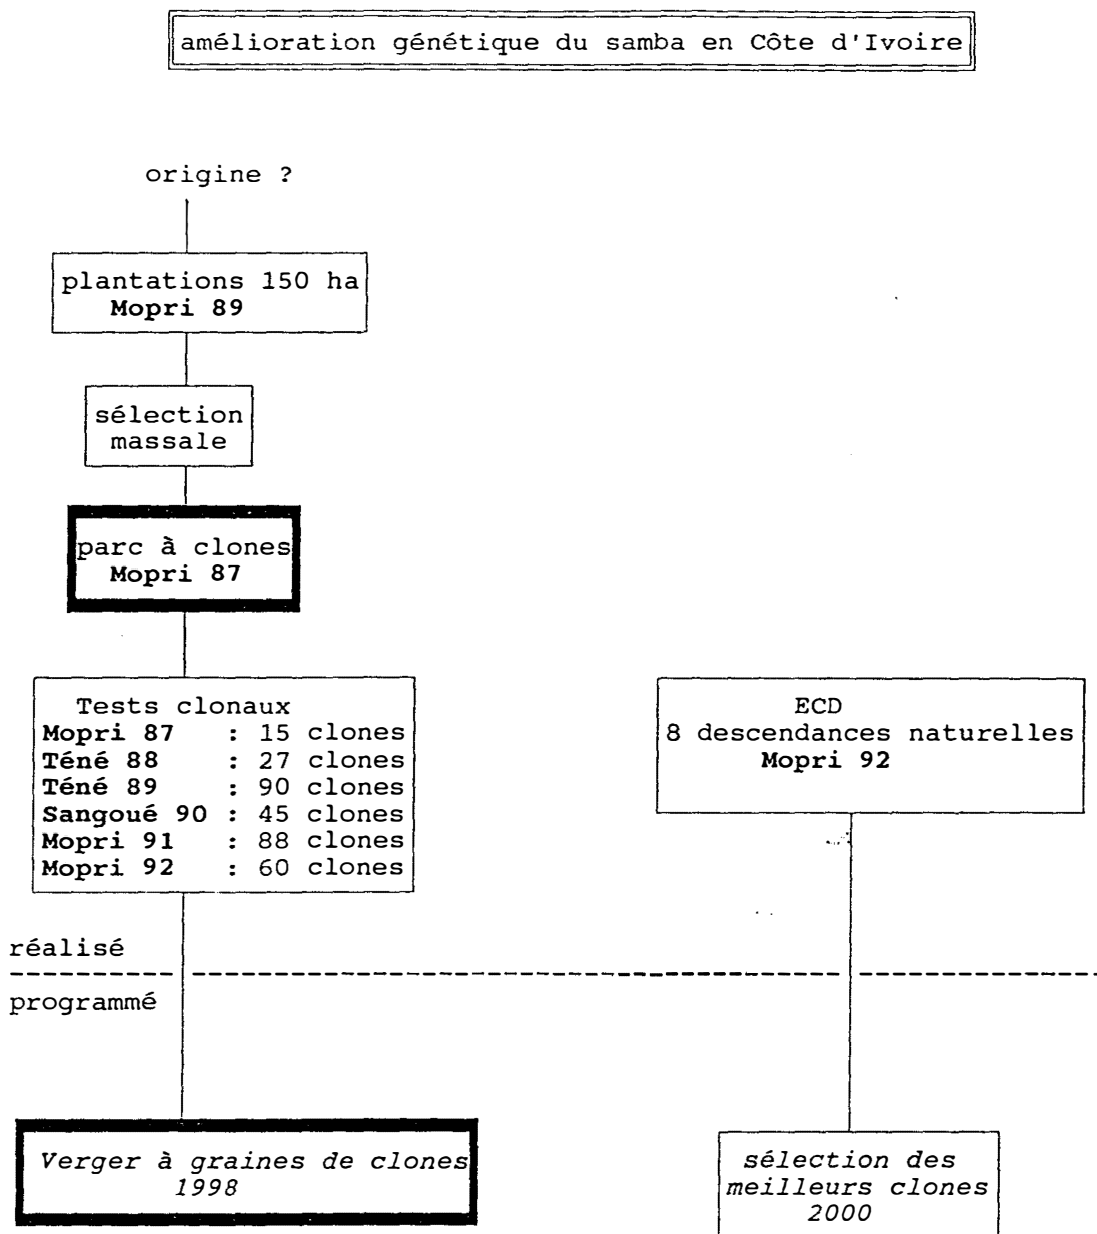 amélioration génétique du samba en Côte d'Ivoire
origine ?
plantations 150 ha
Mopri 89
sélection
massale
parc à clones
Mopri 87
Tests clonaux
Mopri 87 : 15 clones
Téné 88 : 27 clones
Téné 89 : 90 clones
Sangoué 90 : 45 clones
Mopri 91 : 88 clones
Mopri 92 : 60 clones
ECD
8 descendances naturelles
Mopri 92
réalisé
programmé
Verger à graines de clones
1998
sélection des
meilleurs clones
2000